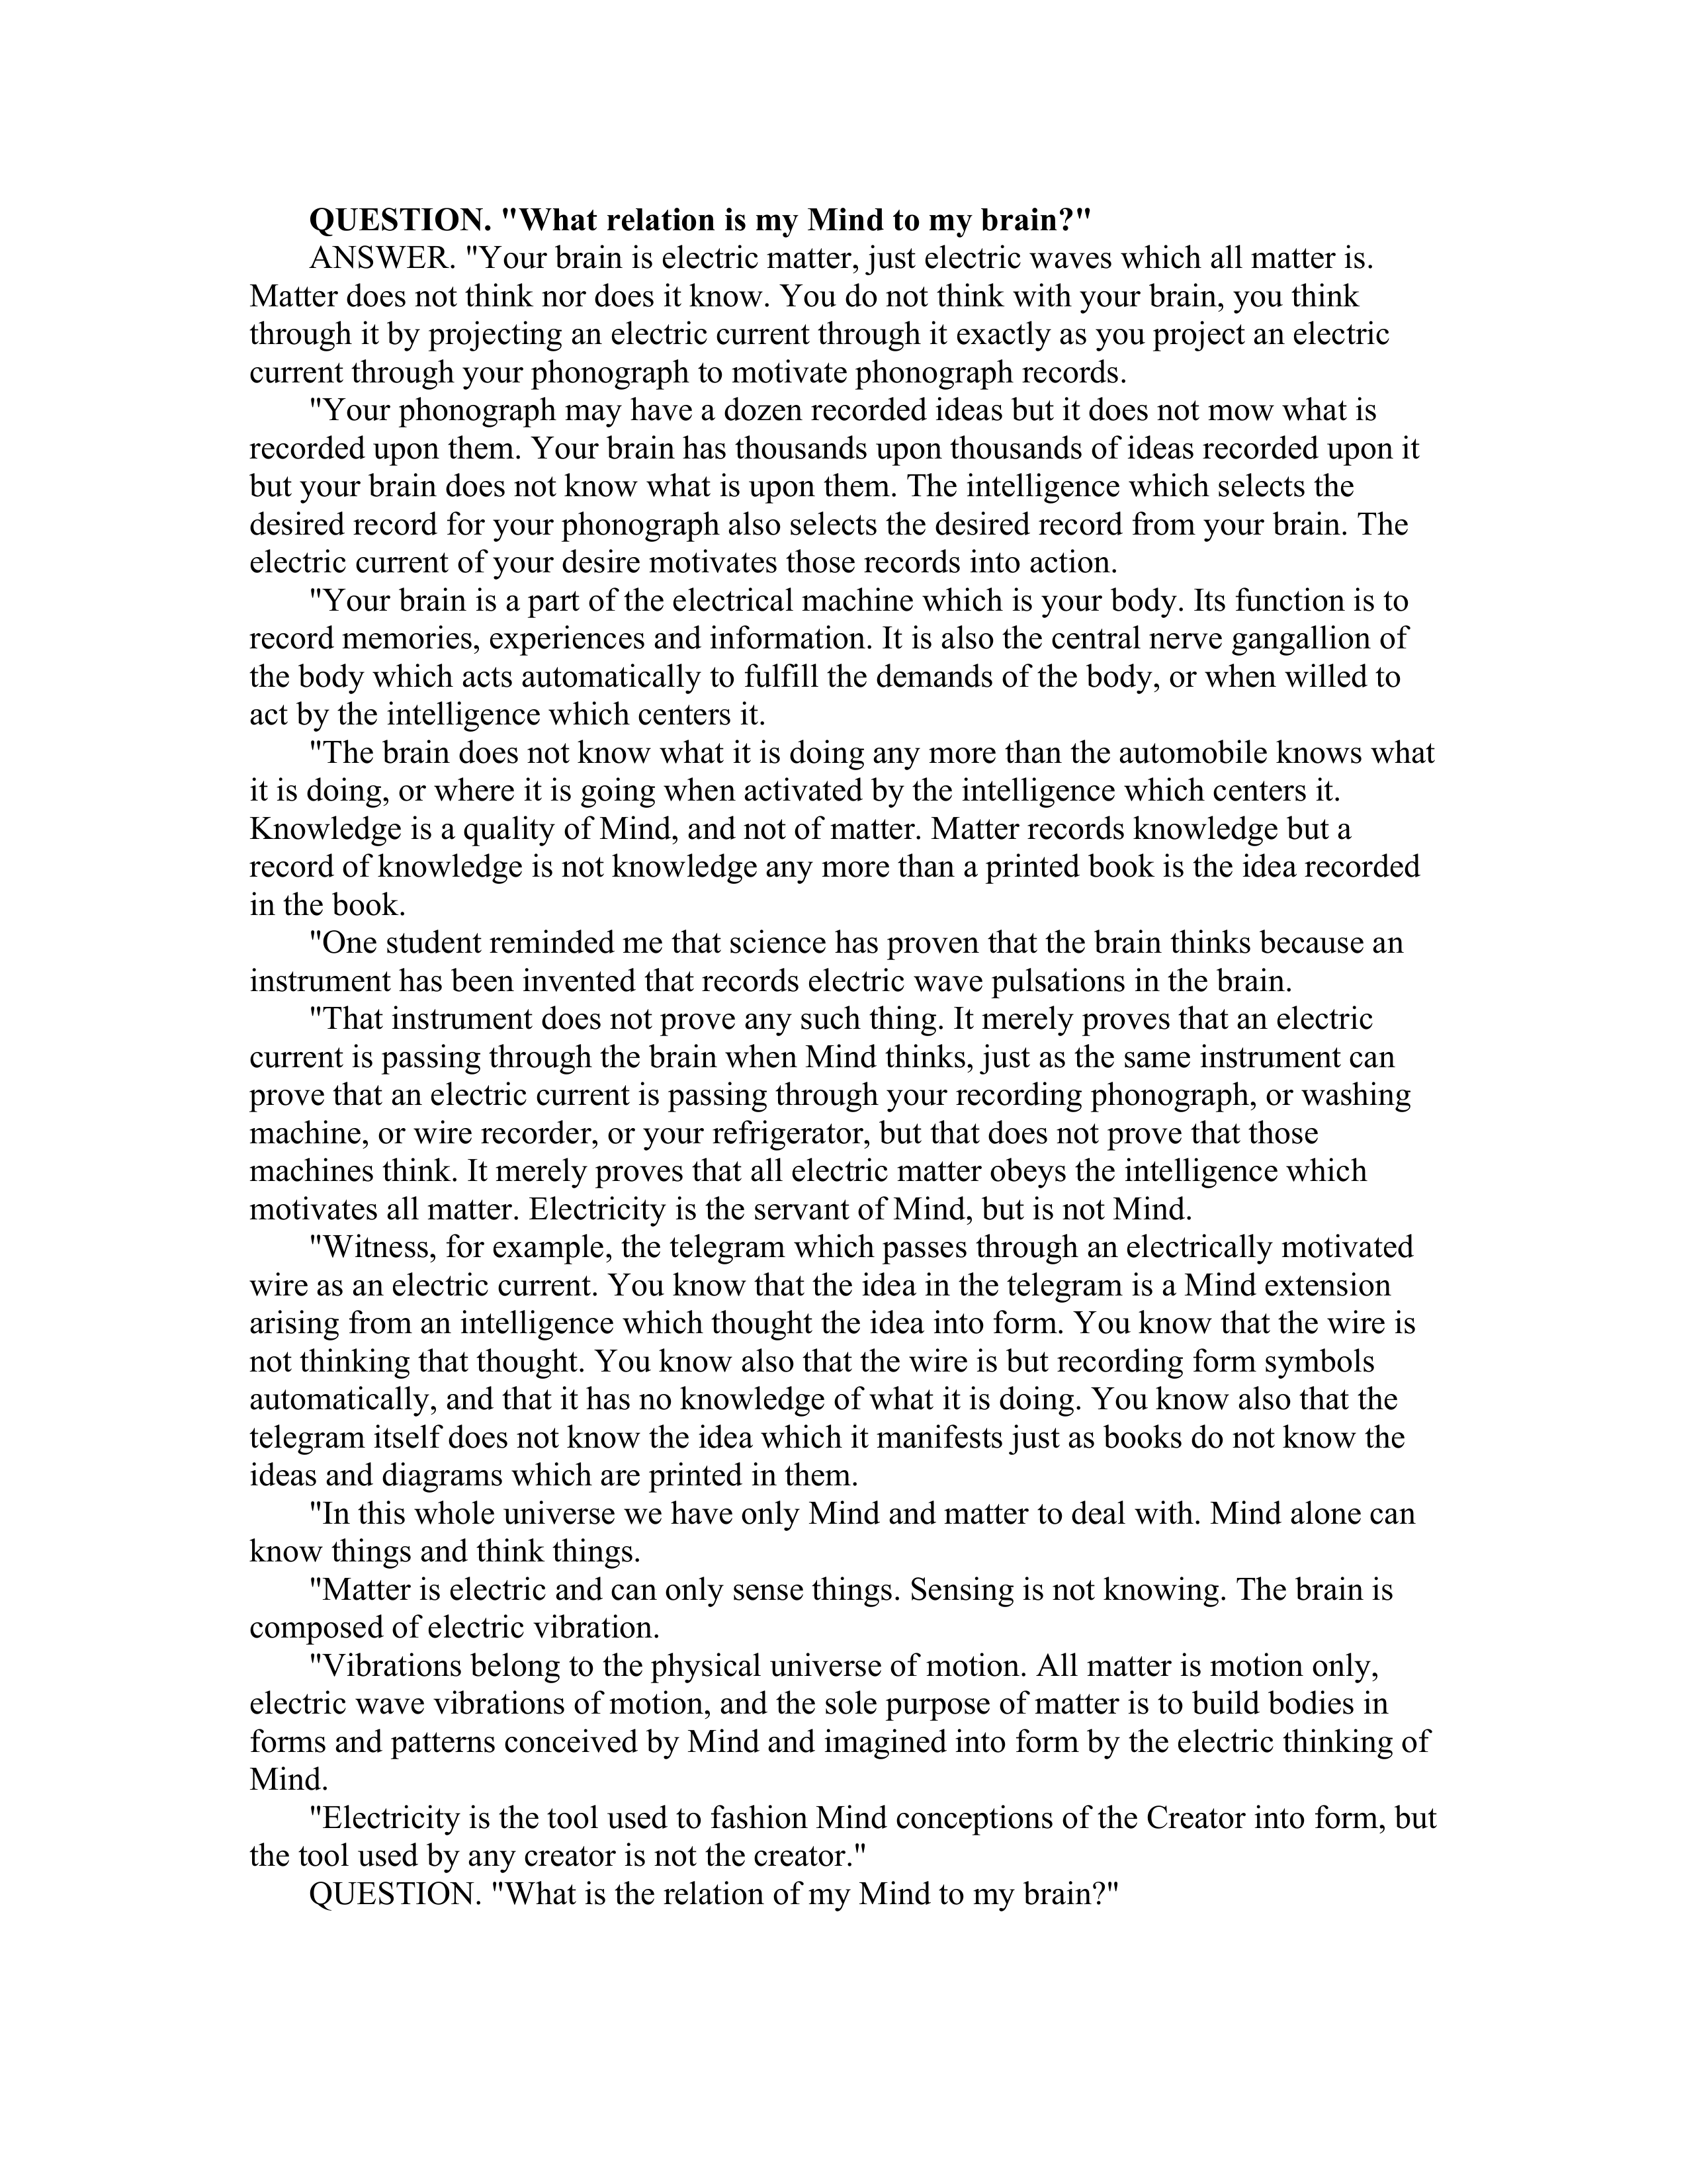 QUESTION. "What relation is my Mind to my brain?"
ANSWER. "Your brain is electric matter, just electric waves which all matter is.
Matter does not think nor does it know. You do not think with your brain, you think
through it by projecting an electric current through it exactly as you project an electric
current through your phonograph to motivate phonograph records.
"Your phonograph may have a dozen recorded ideas but it does not mow what is
recorded upon them. Your brain has thousands upon thousands of ideas recorded upon it
but your brain does not know what is upon them. The intelligence which selects the
desired record for your phonograph also selects the desired record from your brain. The
electric current of your desire motivates those records into action.
"Your brain is a part of the electrical machine which is your body. Its function is to
record memories, experiences and information. It is also the central nerve gangallion of
the body which acts automatically to fulfill the demands of the body, or when willed to
act by the intelligence which centers it.
"The brain does not know what it is doing any more than the automobile knows what
it is doing, or where it is going when activated by the intelligence which centers it.
Knowledge is a quality of Mind, and not of matter. Matter records knowledge but a
record of knowledge is not knowledge any more than a printed book is the idea recorded
in the book.
"One student reminded me that science has proven that the brain thinks because an
instrument has been invented that records electric wave pulsations in the brain.
"That instrument does not prove any such thing. It merely proves that an electric
current is passing through the brain when Mind thinks, just as the same instrument can
prove that an electric current is passing through your recording phonograph, or washing
machine, or wire recorder, or your refrigerator, but that does not prove that those
machines think. It merely proves that all electric matter obeys the intelligence which
motivates all matter. Electricity is the servant of Mind, but is not Mind.
"Witness, for example, the telegram which passes through an electrically motivated
wire as an electric current. You know that the idea in the telegram is a Mind extension
arising from an intelligence which thought the idea into form. You know that the wire is
not thinking that thought. You know also that the wire is but recording form symbols
automatically, and that it has no knowledge of what it is doing. You know also that the
telegram itself does not know the idea which it manifests just as books do not know the
ideas and diagrams which are printed in them.
"In this whole universe we have only Mind and matter to deal with. Mind alone can
know things and think things.
"Matter is electric and can only sense things. Sensing is not knowing. The brain is
composed of electric vibration.
"Vibrations belong to the physical universe of motion. All matter is motion only,
electric wave vibrations of motion, and the sole purpose of matter is to build bodies in
forms and patterns conceived by Mind and imagined into form by the electric thinking of
Mind.
"Electricity is the tool used to fashion Mind conceptions of the Creator into form, but
the tool used by any creator is not the creator."
QUESTION. "What is the relation of my Mind to my brain?"